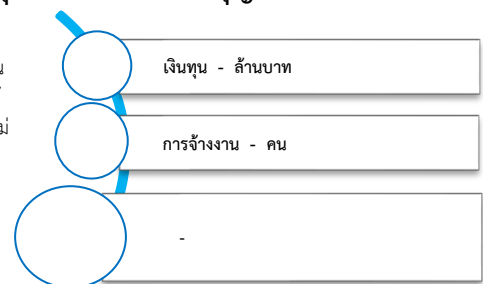 เงินทุน - ล้านบาท
การจ้างงาน - คน
-